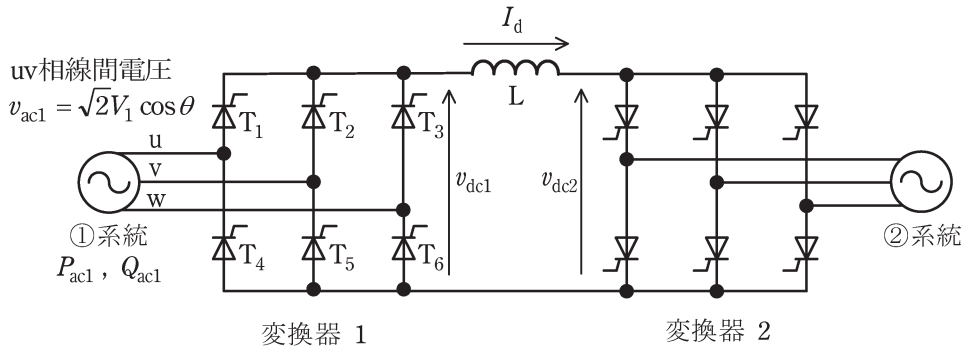 I_d
uv相線間電圧
v_ac1 = √2V_1 cosθ
L
T_1 T_2 T_3
u
v
w
v_dc1 v_dc2
①系統
②系統
P_ac1 , Q_ac1
T_4 T_5 T_6
変換器 1
変換器 2